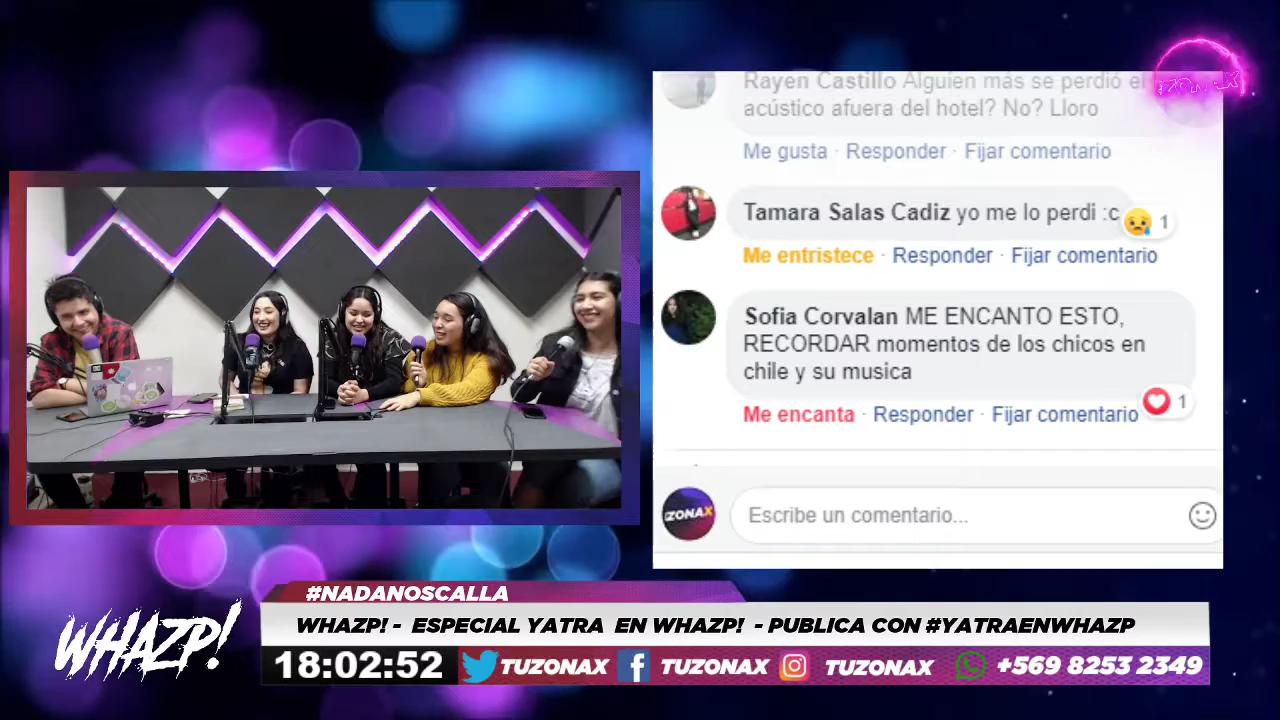 Rayen Castillo Alguien más se perdió el
acústico afuera del hotel? No? Lloro
Me gusta · Responder · Fijar comentario
Tamara Salas Cadiz yo me lo perdi :c
1
Me entristece · Responder · Fijar comentario
Sofia Corvalan ME ENCANTO ESTO,
RECORDAR momentos de los chicos en
chile y su musica
1
Me encanta · Responder · Fijar comentario
ZONAX
Escribe un comentario...
#NADANOSCALLA
WHAZP!
WHAZP! - ESPECIAL YATRA EN WHAZP! - PUBLICA CON #YATRAENWHAZP
18:02:52 TUZONAX TUZONAX TUZONAX +569 8253 2349